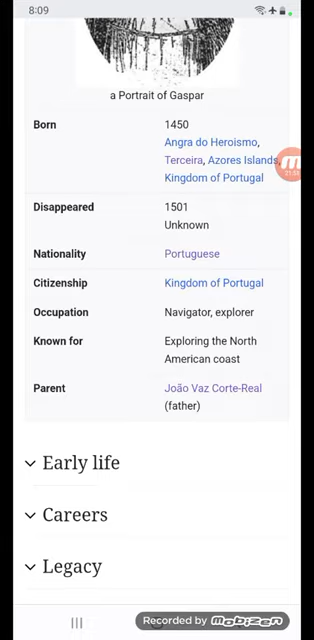 8:09
a Portrait of Gaspar
Born 1450
Angra do Heroismo,
Terceira, Azores Islands,
Kingdom of Portugal
21:53
Disappeared 1501
Unknown
Nationality Portuguese
Citizenship Kingdom of Portugal
Occupation Navigator, explorer
Known for Exploring the North
American coast
Parent João Vaz Corte-Real
(father)
Early life
Careers
Legacy
Recorded by mobizen